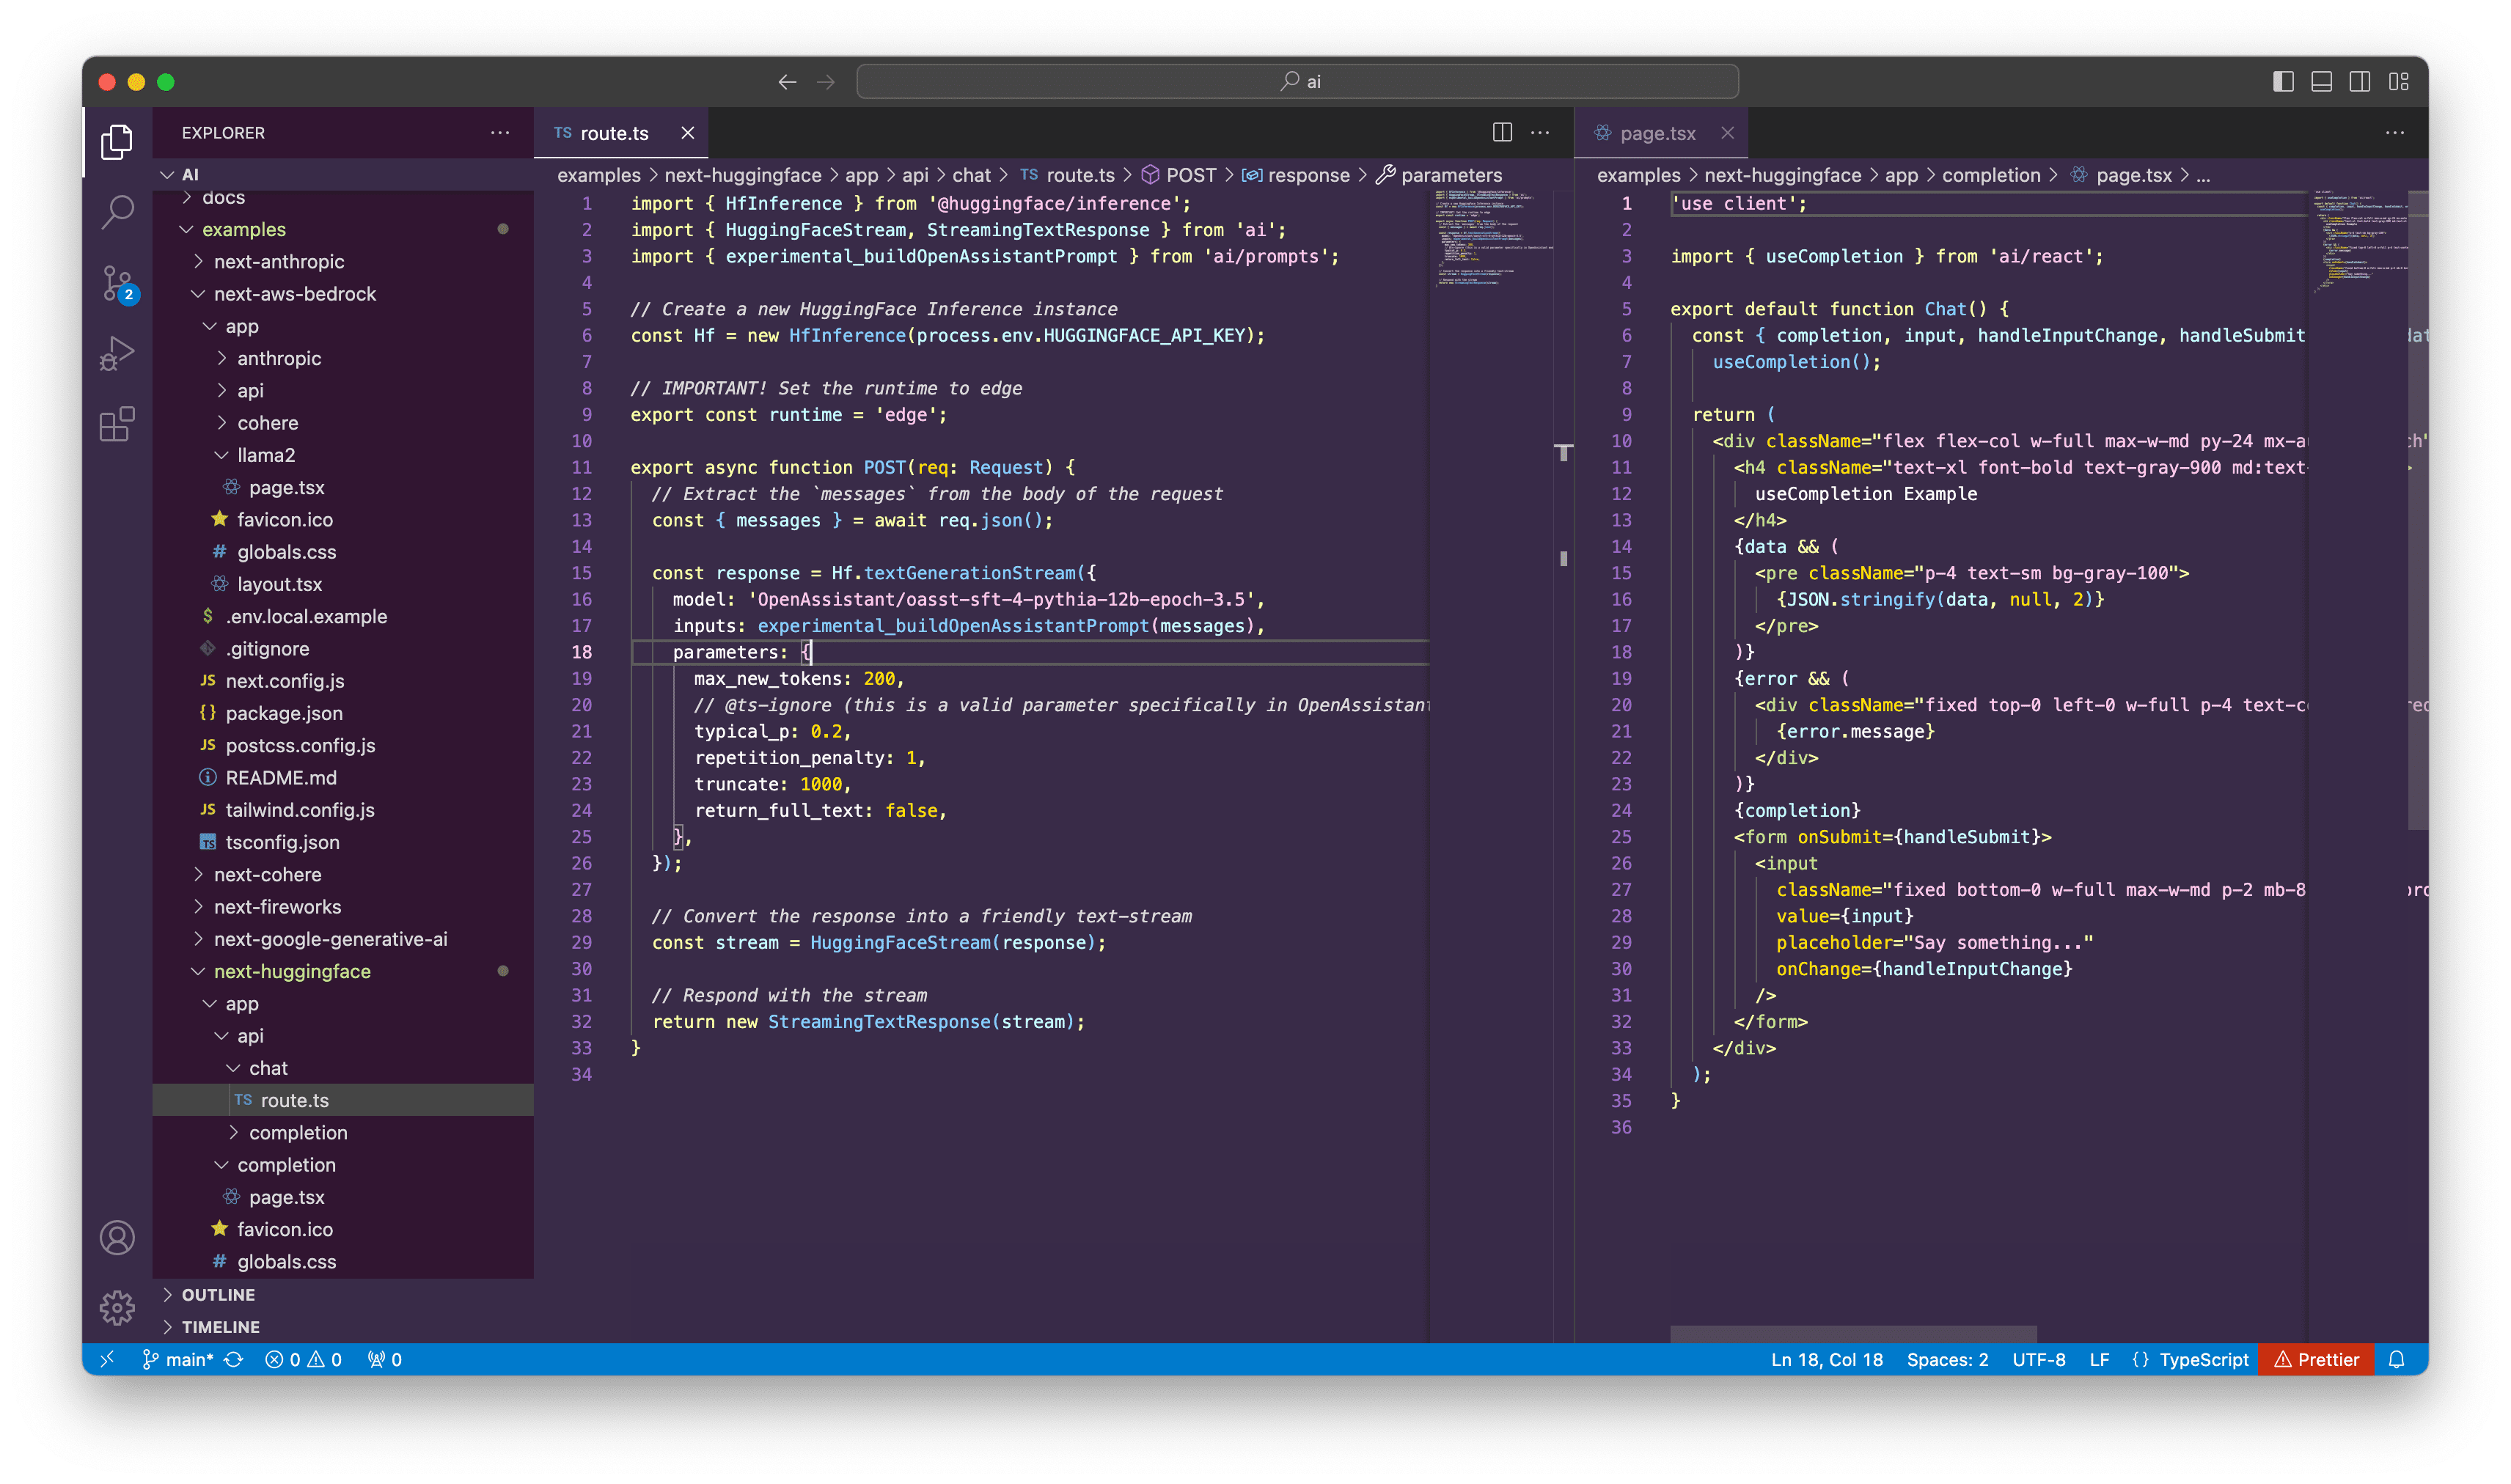 ai
EXPLORER
AI
docs
examples
next-anthropic
next-aws-bedrock
app
anthropic
api
cohere
llama2
page.tsx
favicon.ico
# globals.css
layout.tsx
$ .env.local.example
.gitignore
JS next.config.js
{} package.json
JS postcss.config.js
README.md
JS tailwind.config.js
TS tsconfig.json
next-cohere
next-fireworks
next-google-generative-ai
next-huggingface
app
api
chat
TS route.ts
completion
completion
page.tsx
favicon.ico
# globals.css
OUTLINE
TIMELINE
2
TS route.ts
examples > next-huggingface > app > api > chat > TS route.ts > POST > response > parameters
1 import { HfInference } from '@huggingface/inference';
2 import { HuggingFaceStream, StreamingTextResponse } from 'ai';
3 import { experimental_buildOpenAssistantPrompt } from 'ai/prompts';
4
5 // Create a new HuggingFace Inference instance
6 const Hf = new HfInference(process.env.HUGGINGFACE_API_KEY);
7
8 // IMPORTANT! Set the runtime to edge
9 export const runtime = 'edge';
10
11 export async function POST(req: Request) {
12 // Extract the `messages` from the body of the request
13 const { messages } = await req.json();
14
15 const response = Hf.textGenerationStream({
16 model: 'OpenAssistant/oasst-sft-4-pythia-12b-epoch-3.5',
17 inputs: experimental_buildOpenAssistantPrompt(messages),
18 parameters: {
19 max_new_tokens: 200,
20 // @ts-ignore (this is a valid parameter specifically in OpenAssistant
21 typical_p: 0.2,
22 repetition_penalty: 1,
23 truncate: 1000,
24 return_full_text: false,
25 },
26 });
27
28 // Convert the response into a friendly text-stream
29 const stream = HuggingFaceStream(response);
30
31 // Respond with the stream
32 return new StreamingTextResponse(stream);
33 }
34
page.tsx
examples > next-huggingface > app > completion > page.tsx > ...
1 'use client';
2
3 import { useCompletion } from 'ai/react';
4
5 export default function Chat() {
6 const { completion, input, handleInputChange, handleSubmit
7 useCompletion();
8
9 return (
10 <div className="flex flex-col w-full max-w-md py-24 mx-au
11 <h4 className="text-xl font-bold text-gray-900 md:text-
12 useCompletion Example
13 </h4>
14 {data && (
15 <pre className="p-4 text-sm bg-gray-100">
16 {JSON.stringify(data, null, 2)}
17 </pre>
18 )}
19 {error && (
20 <div className="fixed top-0 left-0 w-full p-4 text-ce
21 {error.message}
22 </div>
23 )}
24 {completion}
25 <form onSubmit={handleSubmit}>
26 <input
27 className="fixed bottom-0 w-full max-w-md p-2 mb-8
28 value={input}
29 placeholder="Say something..."
30 onChange={handleInputChange}
31 />
32 </form>
33 </div>
34 );
35 }
36
main* 0 0 0 Ln 18, Col 18 Spaces: 2 UTF-8 LF {} TypeScript Prettier